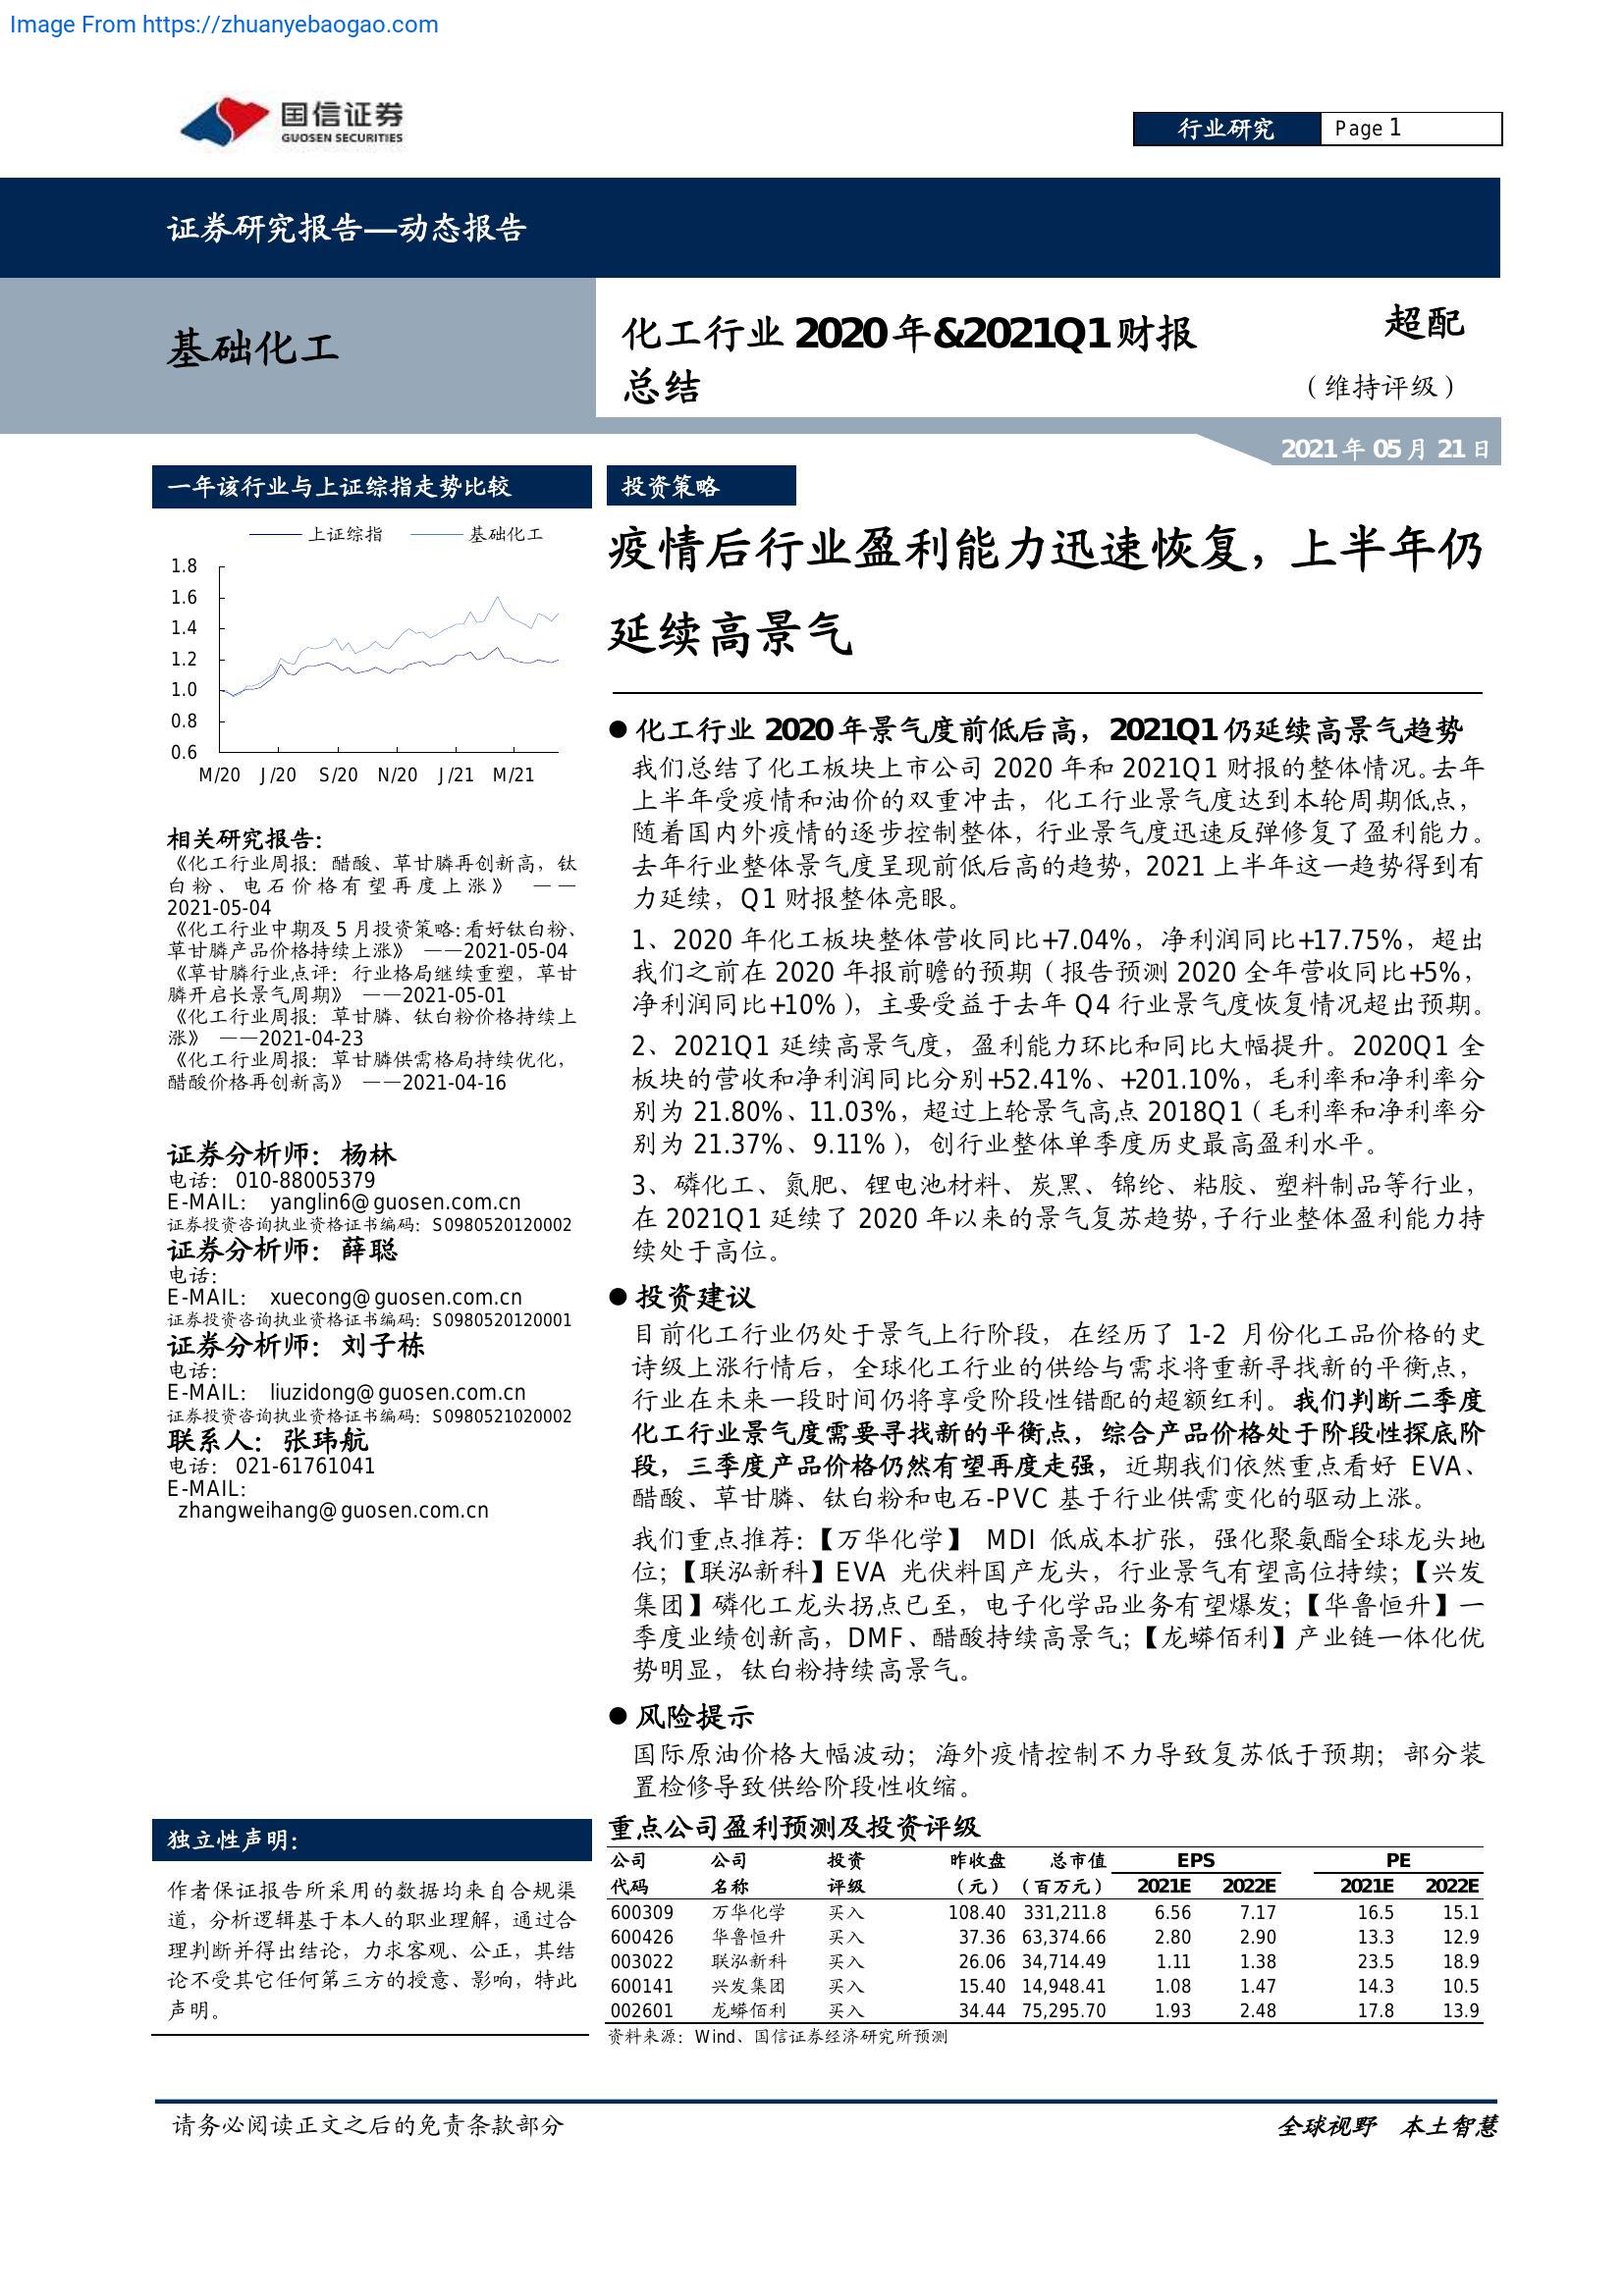 Image From https://zhuanyebaogao.com
国信证券
GUOSEN SECURITIES
行业研究
Page 1
证券研究报告—动态报告
基础化工
化工行业 2020 年&2021Q1 财报
总结
超配
（维持评级）
2021 年 05 月 21 日
一年该行业与上证综指走势比较
上证综指 基础化工
1.8
1.6
1.4
1.2
1.0
0.8
0.6
M/20 J/20 S/20 N/20 J/21 M/21
相关研究报告：
《化工行业周报：醋酸、草甘膦再创新高，钛
白粉、电石价格有望再度上涨》 ——
2021-05-04
《化工行业中期及 5 月投资策略：看好钛白粉、
草甘膦产品价格持续上涨》 ——2021-05-04
《草甘膦行业点评：行业格局继续重塑，草甘
膦开启长景气周期》 ——2021-05-01
《化工行业周报：草甘膦、钛白粉价格持续上
涨》 ——2021-04-23
《化工行业周报：草甘膦供需格局持续优化，
醋酸价格再创新高》 ——2021-04-16
证券分析师：杨林
电话： 010-88005379
E-MAIL： yanglin6@guosen.com.cn
证券投资咨询执业资格证书编码：S0980520120002
证券分析师：薛聪
电话：
E-MAIL： xuecong@guosen.com.cn
证券投资咨询执业资格证书编码：S0980520120001
证券分析师：刘子栋
电话：
E-MAIL： liuzidong@guosen.com.cn
证券投资咨询执业资格证书编码：S0980521020002
联系人：张玮航
电话： 021-61761041
E-MAIL：
zhangweihang@guosen.com.cn
独立性声明：
作者保证报告所采用的数据均来自合规渠
道，分析逻辑基于本人的职业理解，通过合
理判断并得出结论，力求客观、公正，其结
论不受其它任何第三方的授意、影响，特此
声明。
投资策略
疫情后行业盈利能力迅速恢复，上半年仍
延续高景气
● 化工行业 2020 年景气度前低后高，2021Q1 仍延续高景气趋势
我们总结了化工板块上市公司 2020 年和 2021Q1 财报的整体情况。去年
上半年受疫情和油价的双重冲击，化工行业景气度达到本轮周期低点，
随着国内外疫情的逐步控制整体，行业景气度迅速反弹修复了盈利能力。
去年行业整体景气度呈现前低后高的趋势，2021 上半年这一趋势得到有
力延续，Q1 财报整体亮眼。
1、2020 年化工板块整体营收同比+7.04%，净利润同比+17.75%，超出
我们之前在 2020 年报前瞻的预期（报告预测 2020 全年营收同比+5%，
净利润同比+10%），主要受益于去年 Q4 行业景气度恢复情况超出预期。
2、2021Q1 延续高景气度，盈利能力环比和同比大幅提升。2020Q1 全
板块的营收和净利润同比分别+52.41%、+201.10%，毛利率和净利率分
别为 21.80%、11.03%，超过上轮景气高点 2018Q1（毛利率和净利率分
别为 21.37%、9.11%），创行业整体单季度历史最高盈利水平。
3、磷化工、氮肥、锂电池材料、炭黑、锦纶、粘胶、塑料制品等行业，
在 2021Q1 延续了 2020 年以来的景气复苏趋势，子行业整体盈利能力持
续处于高位。
● 投资建议
目前化工行业仍处于景气上行阶段，在经历了 1-2 月份化工品价格的史
诗级上涨行情后，全球化工行业的供给与需求将重新寻找新的平衡点，
行业在未来一段时间仍将享受阶段性错配的超额红利。我们判断二季度
化工行业景气度需要寻找新的平衡点，综合产品价格处于阶段性探底阶
段，三季度产品价格仍然有望再度走强，近期我们依然重点看好 EVA、
醋酸、草甘膦、钛白粉和电石-PVC 基于行业供需变化的驱动上涨。
我们重点推荐：【万华化学】 MDI 低成本扩张，强化聚氨酯全球龙头地
位；【联泓新科】EVA 光伏料国产龙头，行业景气有望高位持续；【兴发
集团】磷化工龙头拐点已至，电子化学品业务有望爆发；【华鲁恒升】一
季度业绩创新高，DMF、醋酸持续高景气；【龙蟒佰利】产业链一体化优
势明显，钛白粉持续高景气。
● 风险提示
国际原油价格大幅波动；海外疫情控制不力导致复苏低于预期；部分装
置检修导致供给阶段性收缩。
重点公司盈利预测及投资评级
公司 公司 投资 昨收盘 总市值 EPS PE
代码 名称 评级 （元） （百万元） 2021E 2022E 2021E 2022E
600309 万华化学 买入 108.40 331,211.8 6.56 7.17 16.5 15.1
600426 华鲁恒升 买入 37.36 63,374.66 2.80 2.90 13.3 12.9
003022 联泓新科 买入 26.06 34,714.49 1.11 1.38 23.5 18.9
600141 兴发集团 买入 15.40 14,948.41 1.08 1.47 14.3 10.5
002601 龙蟒佰利 买入 34.44 75,295.70 1.93 2.48 17.8 13.9
资料来源：Wind、国信证券经济研究所预测
请务必阅读正文之后的免责条款部分
全球视野 本土智慧